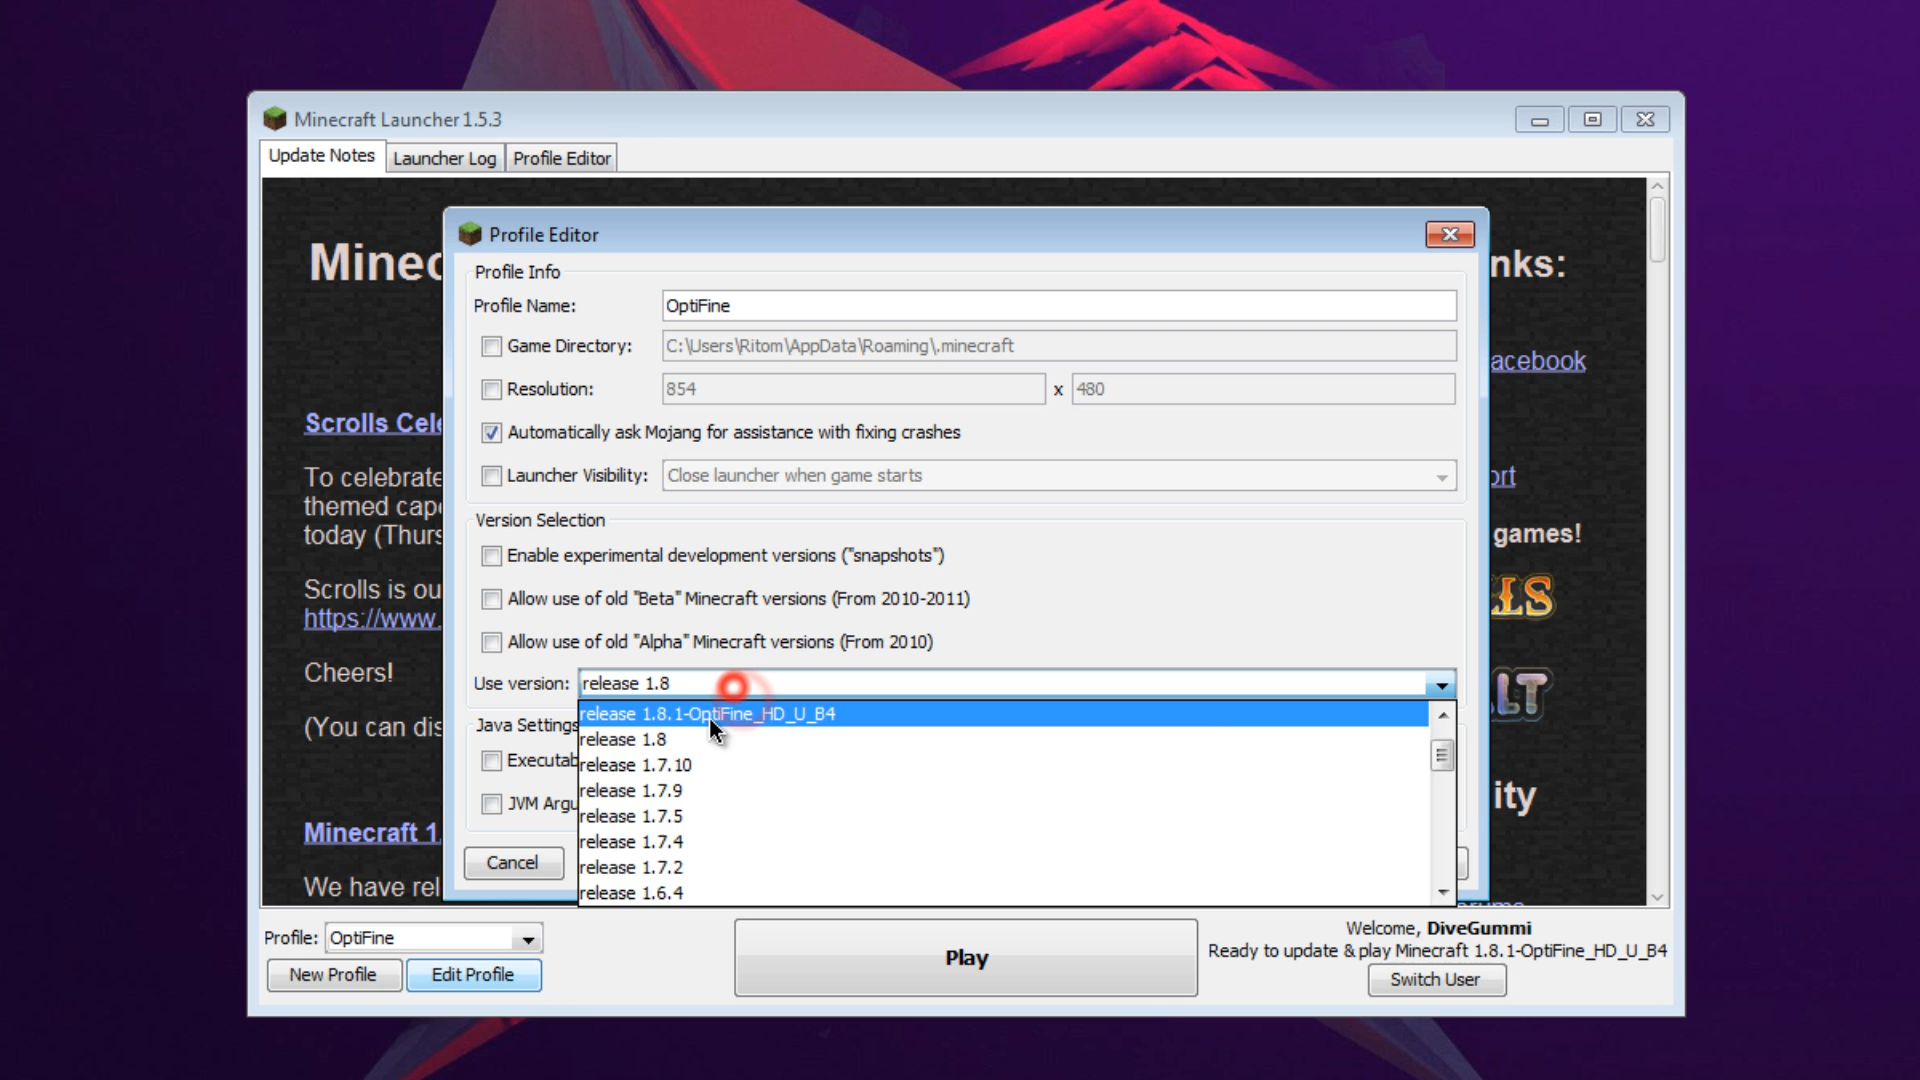 Minecraft Launcher 1.5.3
Update Notes
Launcher Log
Profile Editor
Minec
nks:
acebook
Scrolls Cele
To celebrate
themed cape
today (Thurs
ort
games!
Scrolls is ou
https://www.
LLS
Cheers!
LT
(You can dis
ity
Minecraft 1.
We have rel
Profile Editor
Profile Info
Profile Name:
OptiFine
Game Directory:
C:\Users\Ritom\AppData\Roaming\.minecraft
Resolution:
854
x
480
Automatically ask Mojang for assistance with fixing crashes
Launcher Visibility:
Close launcher when game starts
Version Selection
Enable experimental development versions ("snapshots")
Allow use of old "Beta" Minecraft versions (From 2010-2011)
Allow use of old "Alpha" Minecraft versions (From 2010)
Use version:
release 1.8
release 1.8.1-OptiFine_HD_U_B4
release 1.8
release 1.7.10
release 1.7.9
release 1.7.5
release 1.7.4
release 1.7.2
release 1.6.4
Java Settings
Executab
JVM Argu
Cancel
Profile:
OptiFine
New Profile
Edit Profile
Play
Welcome, DiveGummi
Ready to update & play Minecraft 1.8.1-OptiFine_HD_U_B4
Switch User